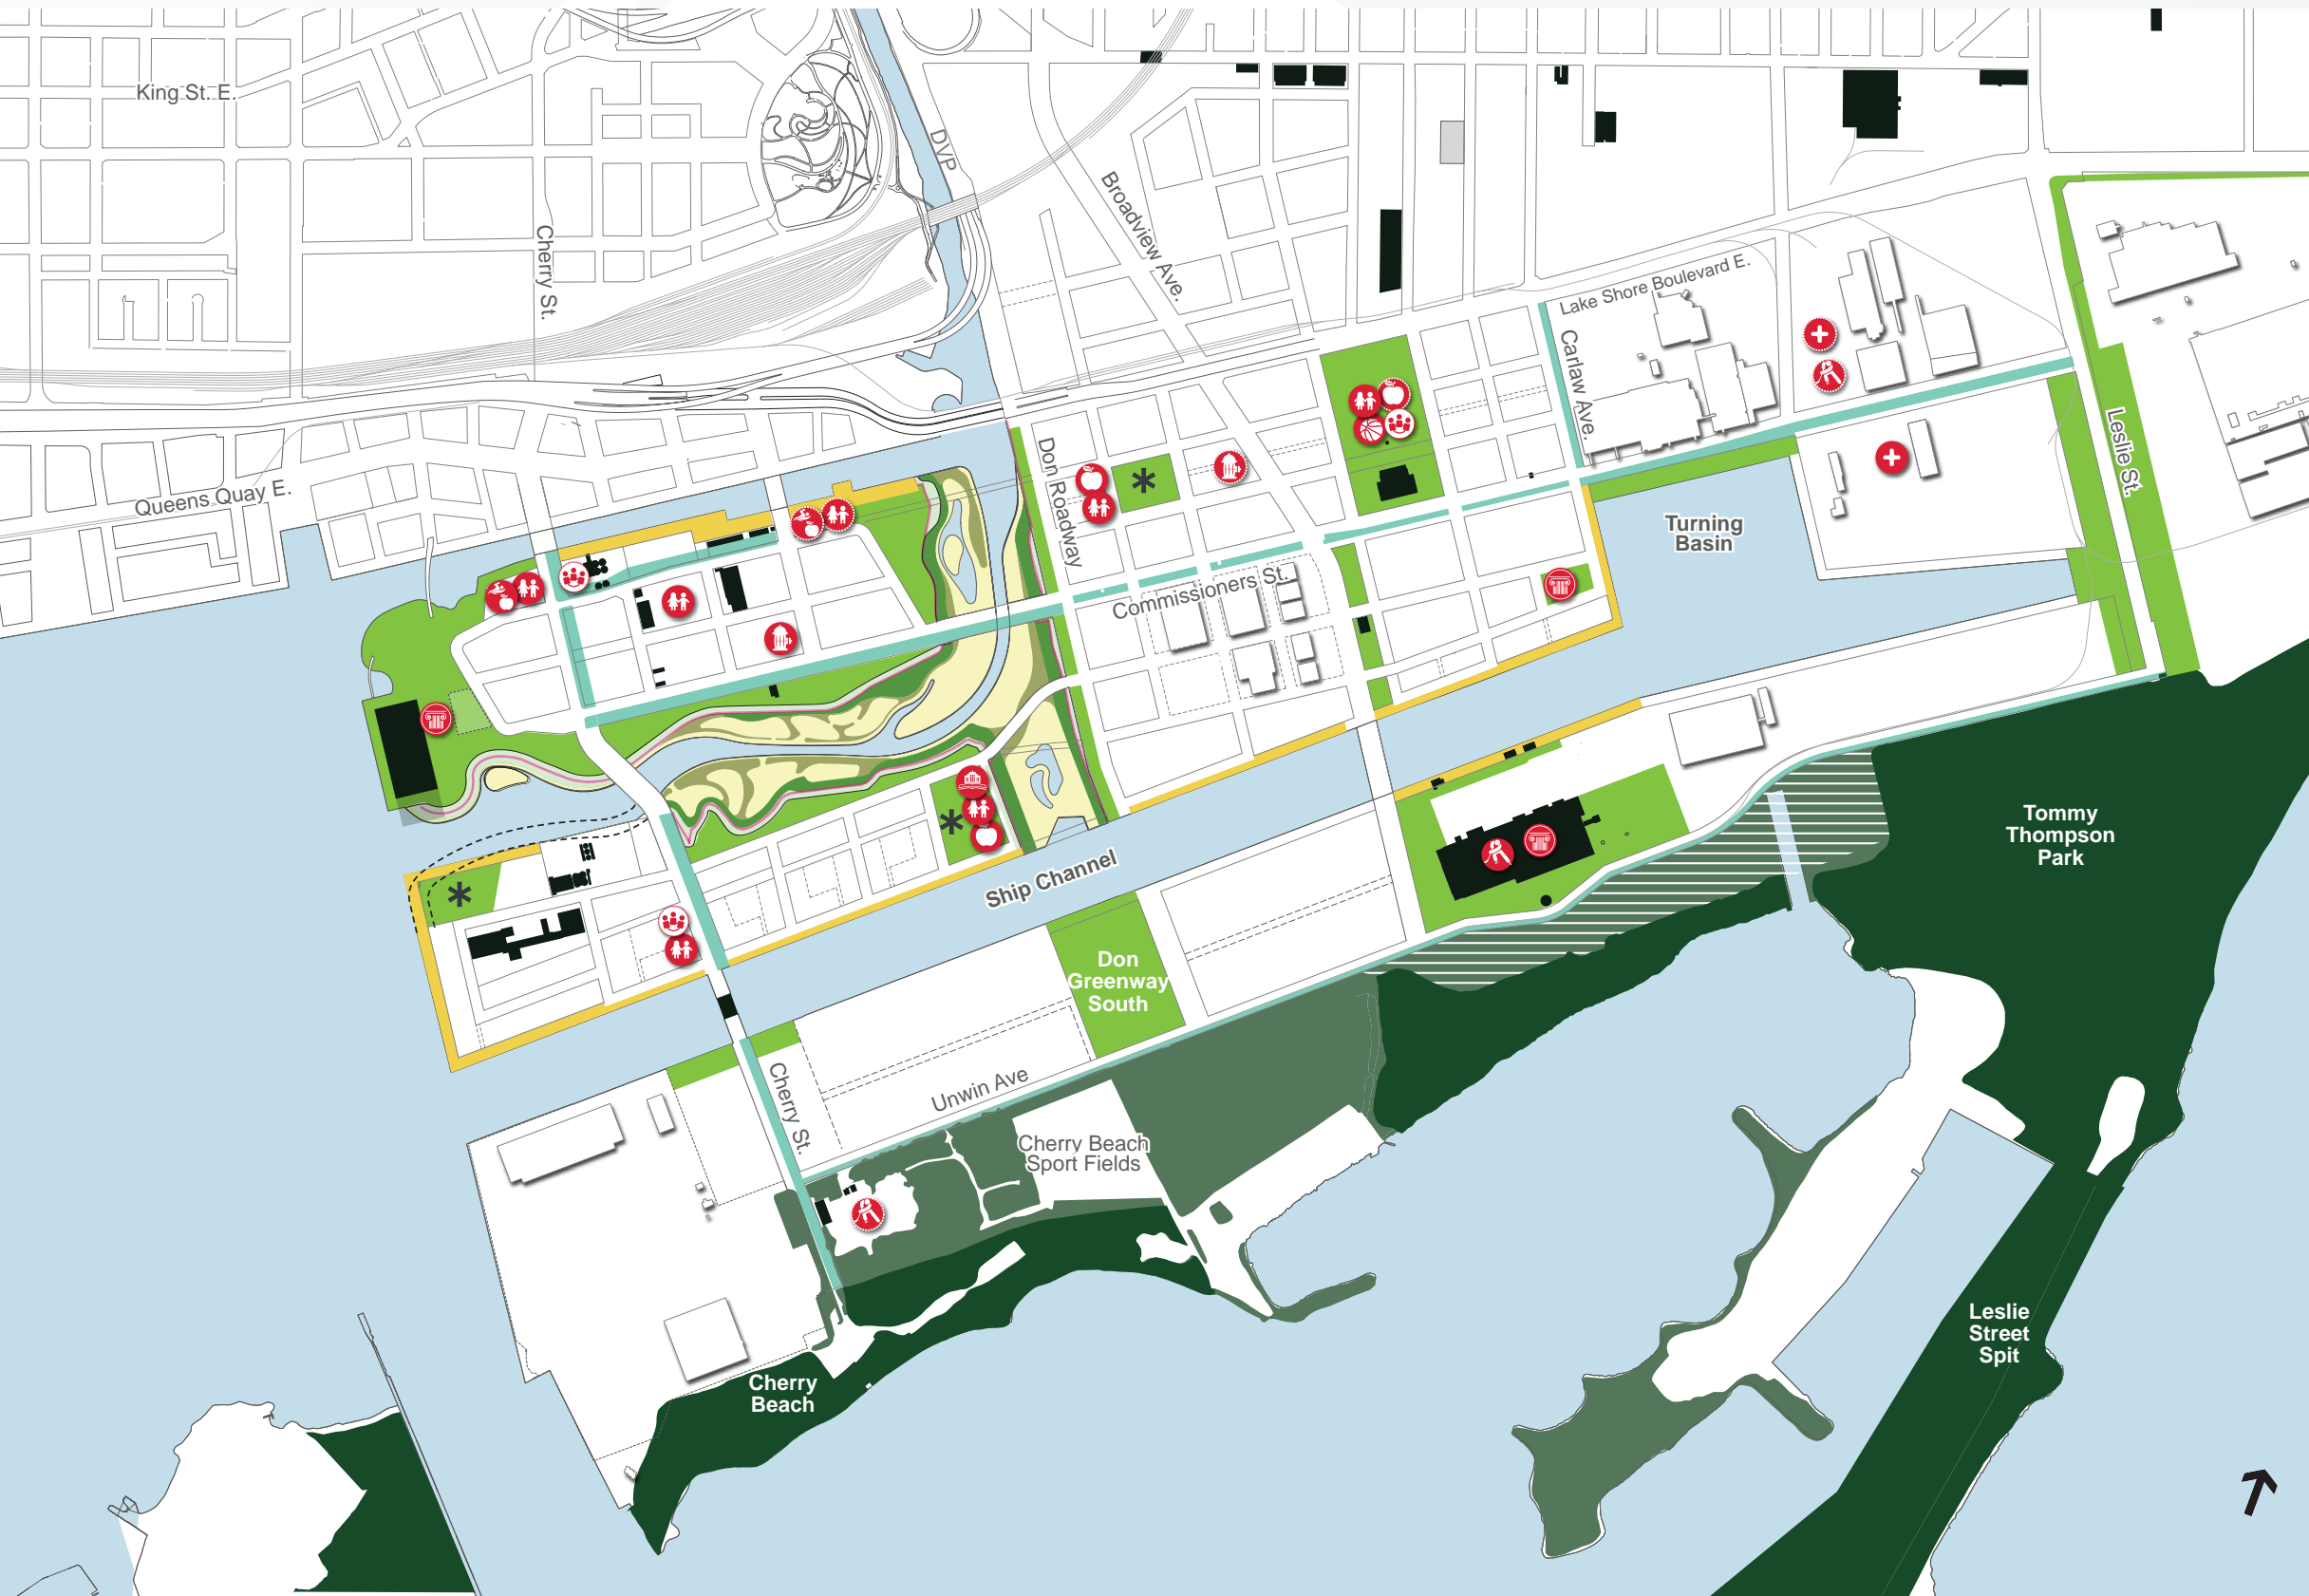 King St. E.
DVP
Broadview Ave.
Cherry St.
Lake Shore Boulevard E.
Carlaw Ave.
Queens Quay E.
Don Roadway
Leslie St.
Turning
Basin
Commissioners St.
Ship Channel
Tommy
Thompson
Park
Don
Greenway
South
Unwin Ave
Cherry St.
Cherry Beach
Sport Fields
Leslie
Street
Spit
Cherry
Beach